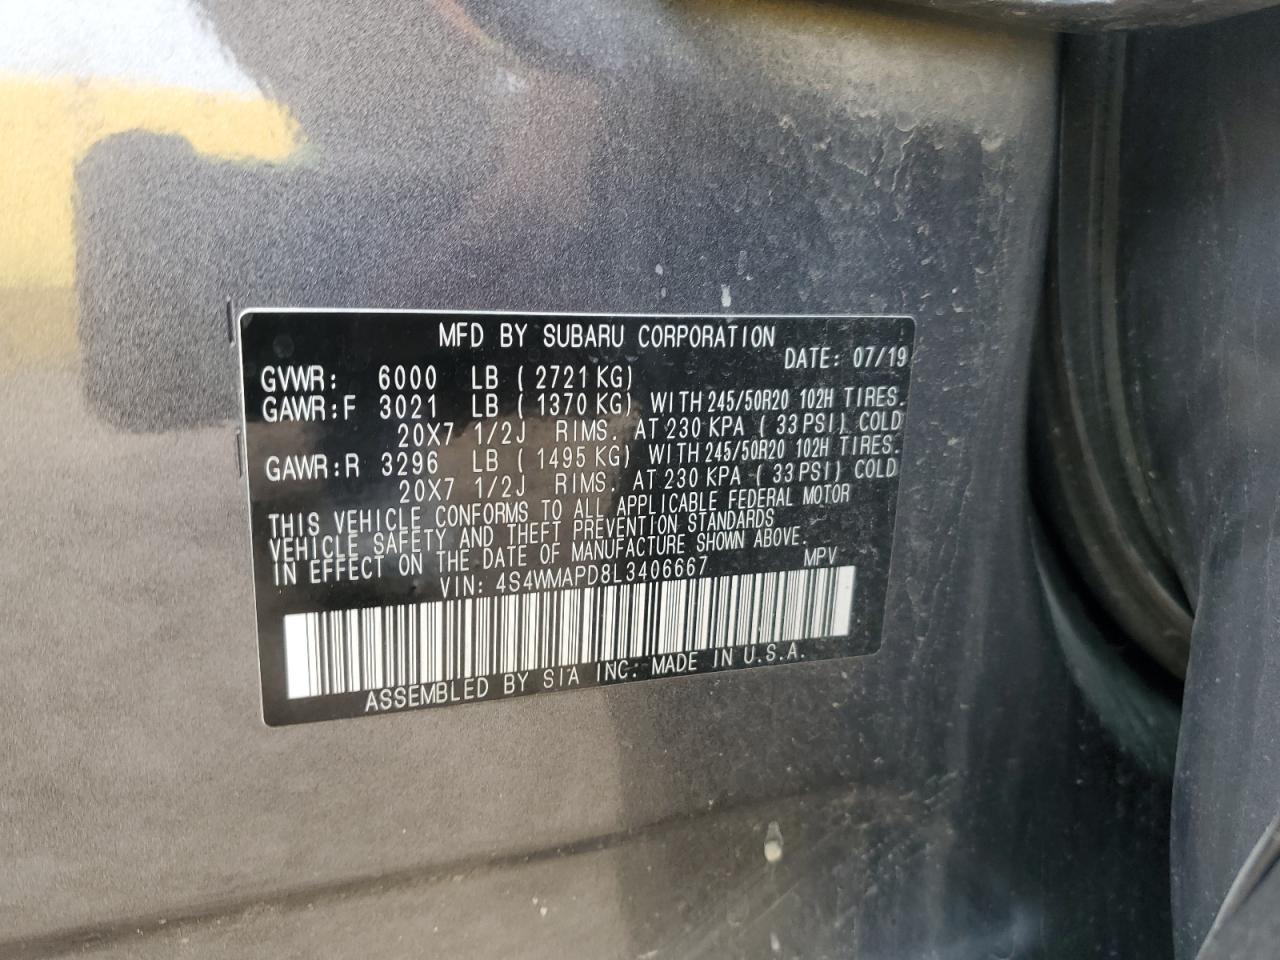 MFD BY SUBARU CORPORATION
DATE: 07/19
GVWR: 6000 LB ( 2721 KG)
GAWR:F 3021 LB ( 1370 KG) WITH 245/50R20 102H TIRES.
20X7 1/2J RIMS. AT 230 KPA ( 33 PSI) COLD
GAWR:R 3296 LB ( 1495 KG) WITH 245/50R20 102H TIRES.
20X7 1/2J RIMS. AT 230 KPA ( 33 PSI) COLD
THIS VEHICLE CONFORMS TO ALL APPLICABLE FEDERAL MOTOR
VEHICLE SAFETY AND THEFT PREVENTION STANDARDS
IN EFFECT ON THE DATE OF MANUFACTURE SHOWN ABOVE.
VIN: 4S4WMAPD8L3406667 MPV
ASSEMBLED BY SIA INC. MADE IN U.S.A.